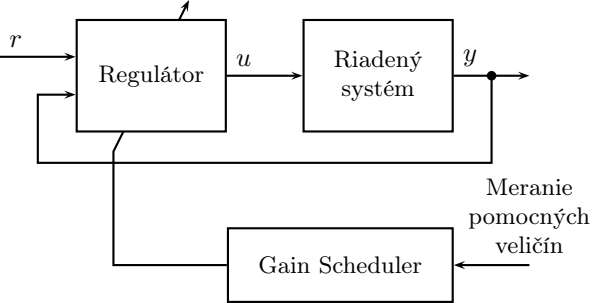 r
Regulátor
u
Riadený
systém
y
Meranie
pomocných
veličín
Gain Scheduler